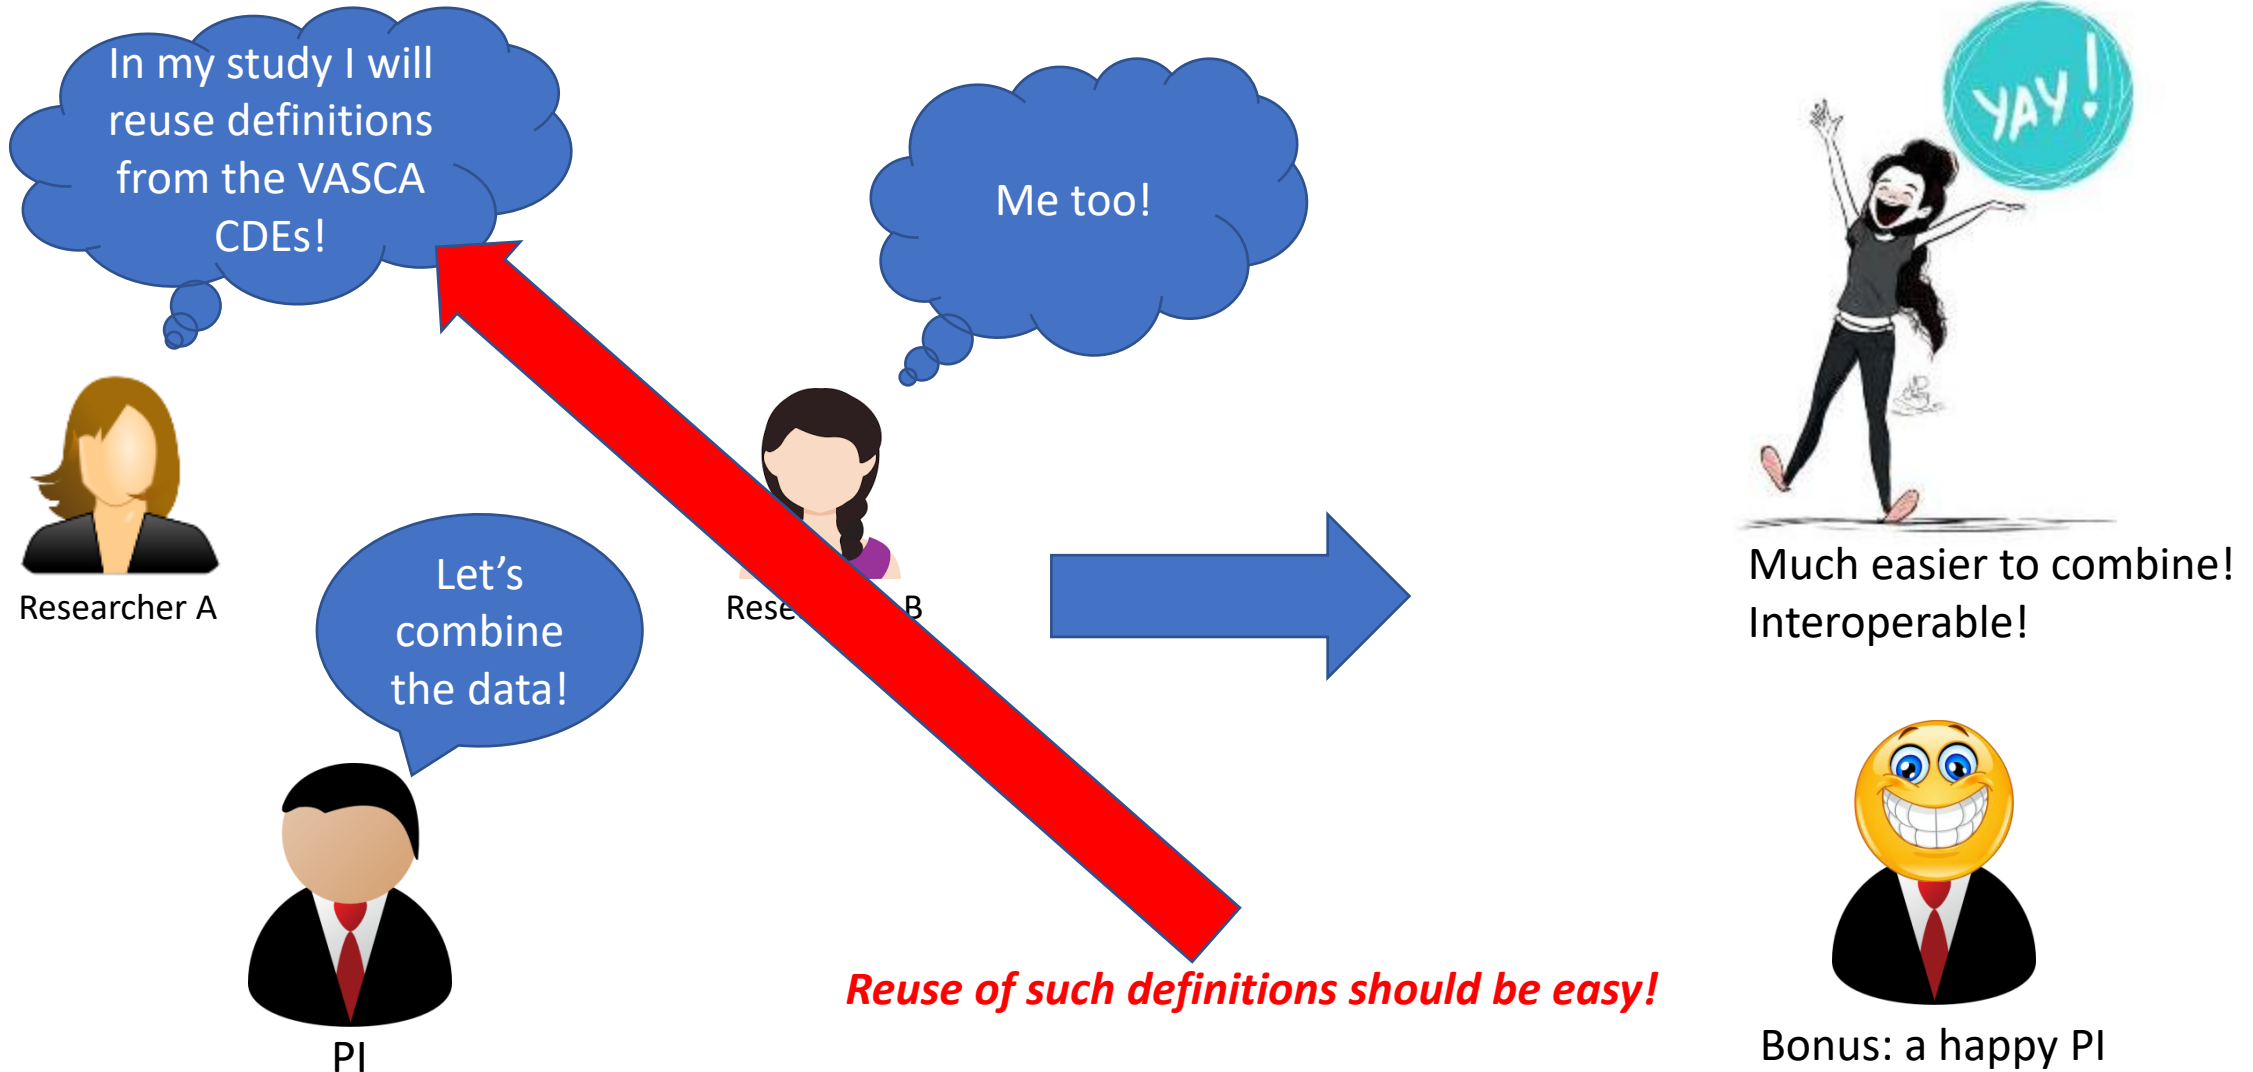 In my study I will
reuse definitions
from the VASCA
CDEs!
Me too!
YAY!
Researcher A
B
Let's
combine
the data!
Much easier to combine!
Interoperable!
PI
Reuse of such definitions should be easy!
Bonus: a happy PI